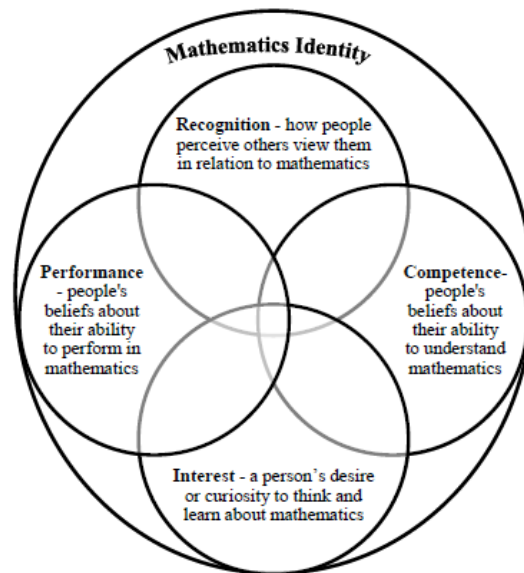 Mathematics Identity
Recognition - how people
perceive others view them
in relation to mathematics
Performance
- people's
beliefs about
their ability
to perform in
mathematics
Competence-
people's
beliefs about
their ability
to understand
mathematics
Interest - a person’s desire
or curiosity to think and
learn about mathematics